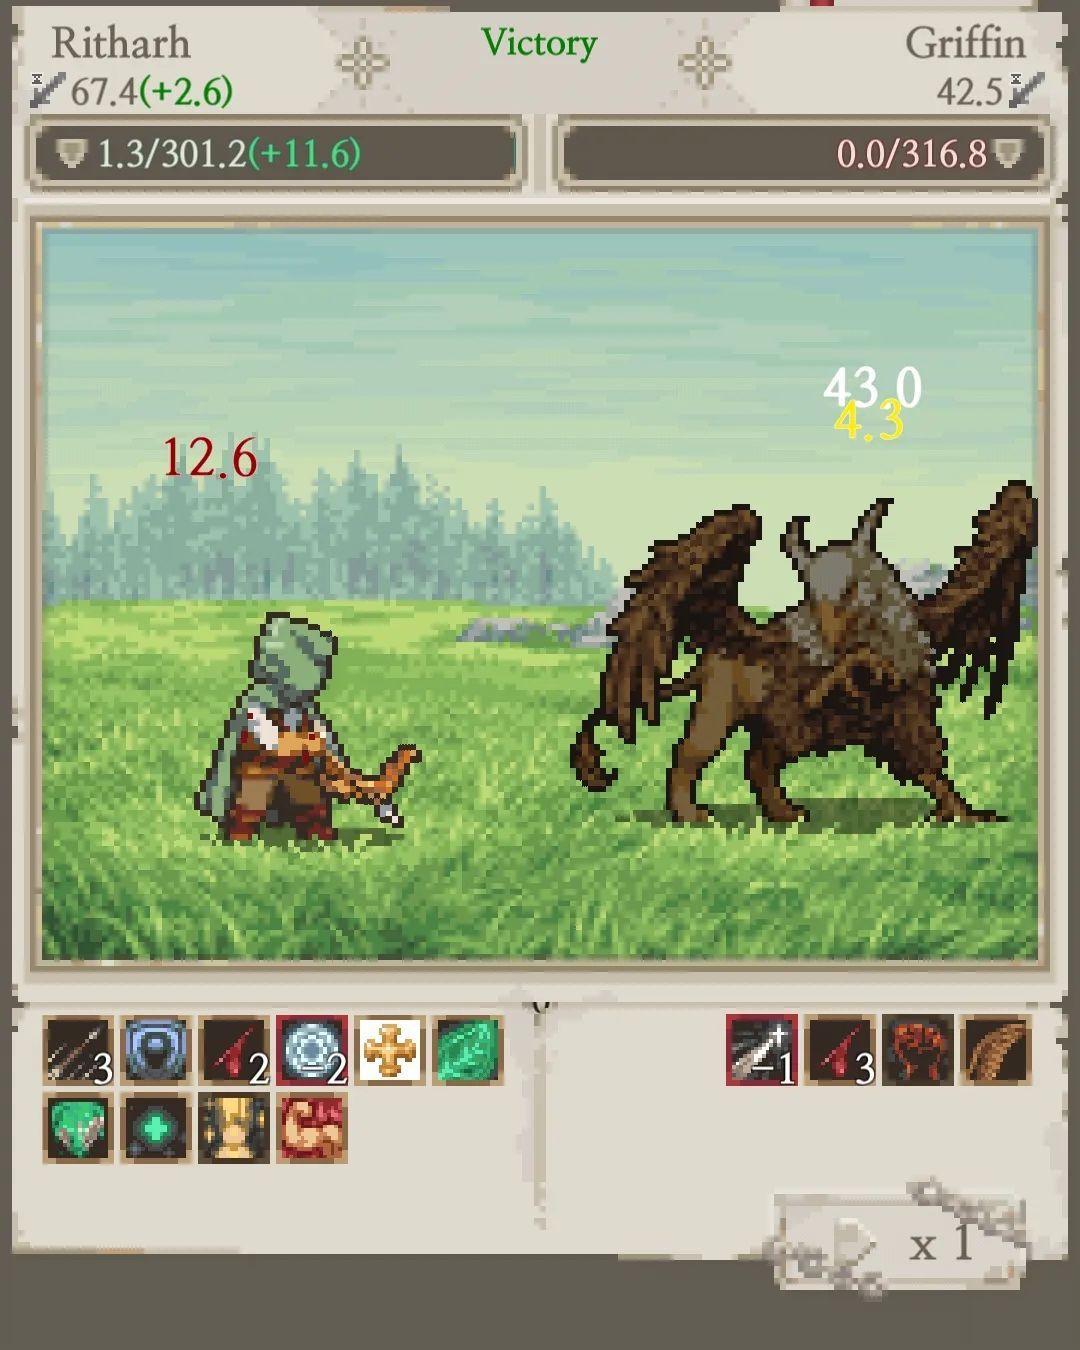 Ritharh Victory Griffin
67.4(+2.6) 42.5
1.3/301.2(+11.6) 0.0/316.8
43.0
4.3
12.6
3 2 -2 -1 3
x 1